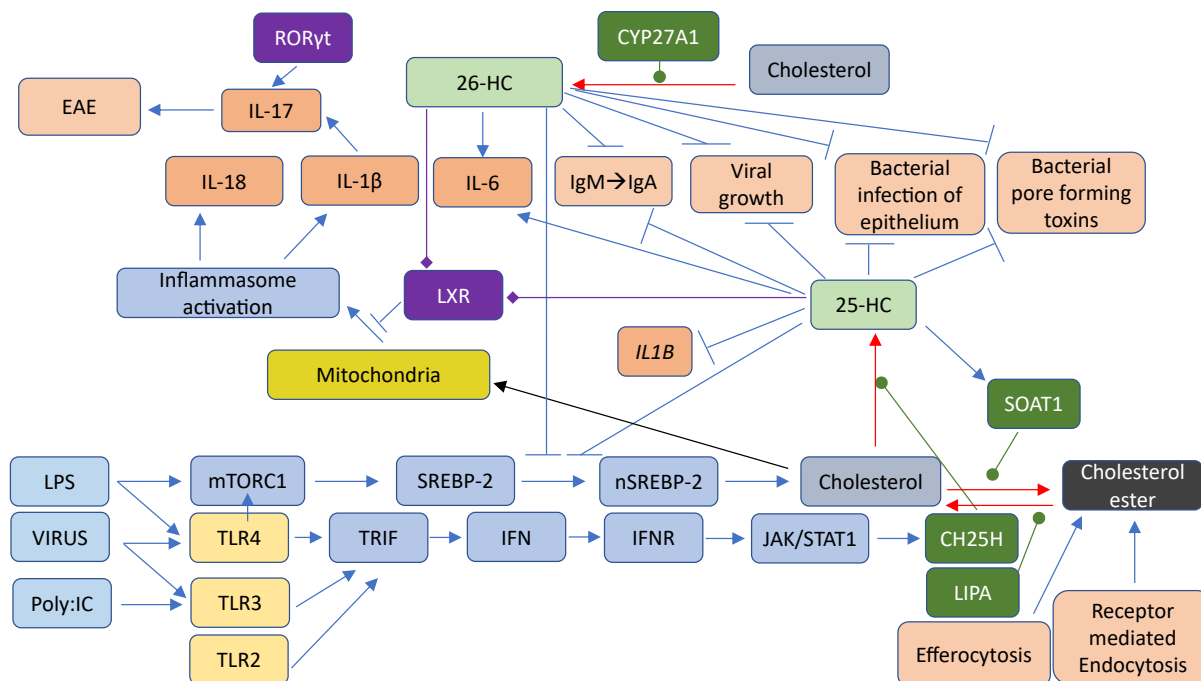 RORγt
CYP27A1
Cholesterol
26-HC
EAE
IL-17
IL-18
IL-1β
IL-6
IgM→IgA
Viral
growth
Bacterial
infection of
epithelium
Bacterial
pore forming
toxins
Inflammasome
activation
LXR
25-HC
IL1B
Mitochondria
SOAT1
LPS
mTORC1
SREBP-2
nSREBP-2
Cholesterol
Cholesterol
ester
VIRUS
TLR4
TRIF
IFN
IFNR
JAK/STAT1
CH25H
LIPA
Poly:IC
TLR3
TLR2
Efferocytosis
Receptor
mediated
Endocytosis